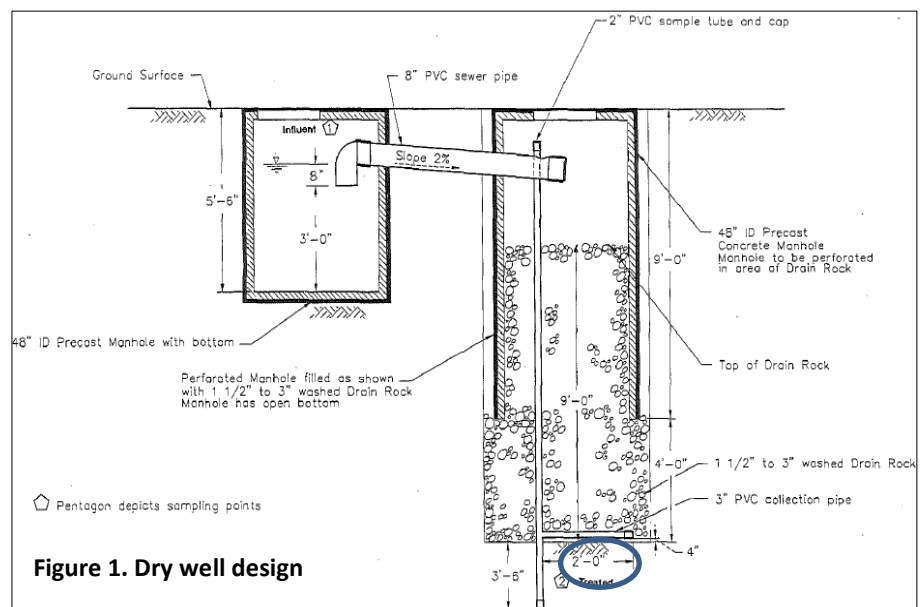 2" PVC sample tube and cap
Ground Surface
8" PVC sewer pipe
Influent 1
Slope 2%
8"
5'-6"
3'-0"
48" ID Precast
Concrete Manhole
Manhole to be perforated
in area of Drain Rock
9'-0"
48" ID Precast Manhole with bottom
Top of Drain Rock
Perforated Manhole filled as shown
with 1 1/2" to 3" washed Drain Rock
Manhole has open bottom
9'-0"
4'-0"
1 1/2" to 3" washed Drain Rock
3" PVC collection pipe
Pentagon depicts sampling points
4"
2'-0"
Figure 1. Dry well design
3'-6"
2 Treated